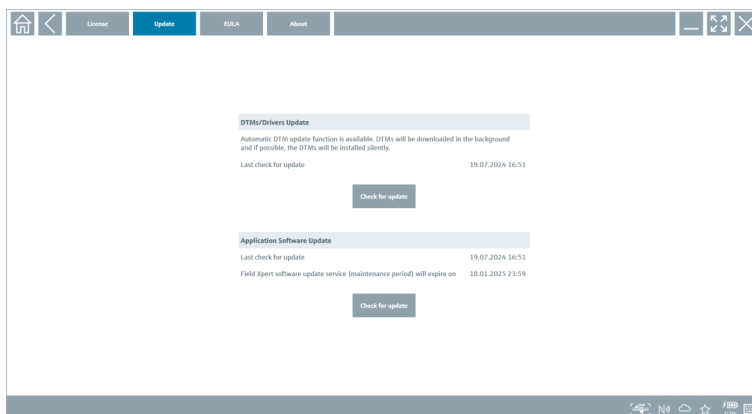 License Update EULA About
DTMs/Drivers Update
Automatic DTM update function is available. DTMs will be downloaded in the background
and if possible, the DTMs will be installed silently.
Last check for update 19.07.2024 16:51
Check for update
Application Software Update
Last check for update 19.07.2024 16:51
Field Xpert software update service (maintenance period) will expire on 18.01.2025 23:59
Check for update